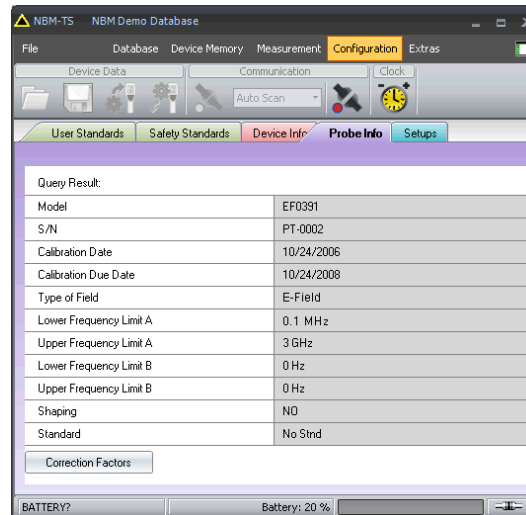 NBM-TS NBM Demo Database
File Database Device Memory Measurement Configuration Extras
Device Data Communication Clock
Auto Scan
User Standards Safety Standards Device Info Probe Info Setups
Query Result:
Model EF0391
S/N PT-0002
Calibration Date 10/24/2006
Calibration Due Date 10/24/2008
Type of Field E-Field
Lower Frequency Limit A 0.1 MHz
Upper Frequency Limit A 3 GHz
Lower Frequency Limit B 0 Hz
Upper Frequency Limit B 0 Hz
Shaping NO
Standard No Stnd
Correction Factors
BATTERY? Battery: 20 %